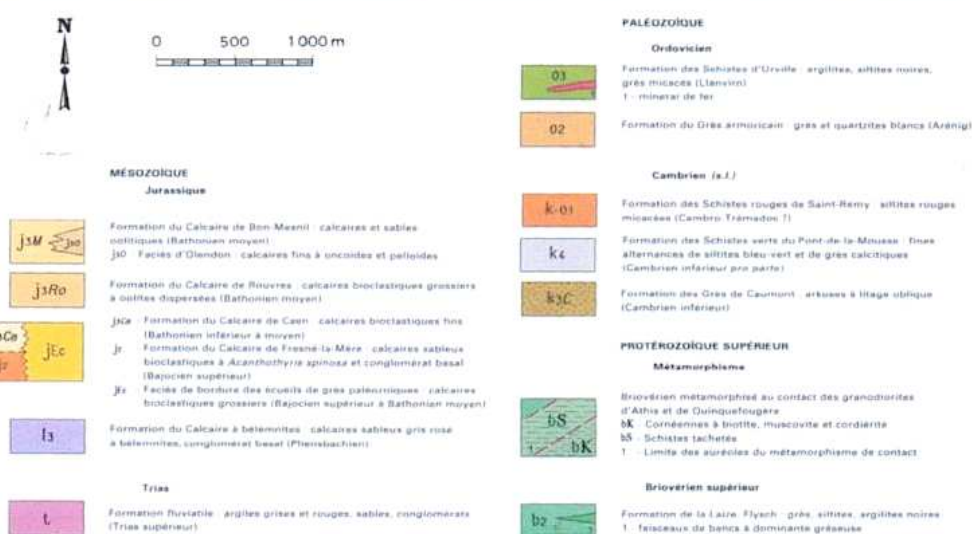 N
0 500 1000 m
MÉSOZOÏQUE
Jurassique
j3M j3O
Formation du Calcaire de Bon-Mesnil : calcaires et sables
oolitiques (Bathonien moyen)
j3O Faciès d'Olendon : calcaires fins à oncoïdes et pelloïdes
j3Ro
Formation du Calcaire de Rouvres : calcaires bioclastiques grossiers
à oolites dispersées (Bathonien moyen)
jEc
j3Ca - Formation du Calcaire de Caen : calcaires bioclastiques fins
(Bathonien inférieur à moyen)
Formation du Calcaire de Fresné-la-Mère : calcaires sableux
bioclastiques à Acanthothyris spinosa et conglomérat basal
(Bajocien supérieur)
jEc - Faciès de bordure des écueils de grès paléozoïques : calcaires
bioclastiques grossiers (Bajocien supérieur à Bathonien moyen)
l3
Formation du Calcaire à bélemnites : calcaires sableux gris rosé
à bélemnites, conglomérat basal (Pliensbachien)
Trias
t
Formation fluviatile : argiles grises et rouges, sables, conglomérats
(Trias supérieur)
PALÉOZOÏQUE
Ordovicien
03
Formation des Schistes d'Urville : argilites, siltites noires,
grès micacés (Llanvirn)
1 - minerai de fer
02
Formation du Grès armoricain : grès et quartzites blancs (Arénig)
Cambrien (s.l.)
k-01
Formation des Schistes rouges de Saint-Rémy : siltites rouges
micacées (Cambro-Trémadoc ?)
k4
Formation des Schistes verts du Pont-de-la-Mousse : fines
alternances de siltites bleu-vert et de grès calcitiques
(Cambrien inférieur pro parte)
k3C
Formation des Grès de Caumont : arkoses à litage oblique
(Cambrien inférieur)
PROTÉROZOÏQUE SUPÉRIEUR
Métamorphisme
bS bK
Briovérien métamorphisé au contact des granodiorites
d'Athis et de Quinquefougère
bK - Cornéennes à biotite, muscovite et cordiérite
bS - Schistes tachetés
1 - Limite des auréoles du métamorphisme de contact
Briovérien supérieur
b2
Formation de la Laize. Flysch : grès, siltites, argilites noires
1 - faisceaux de bancs à dominante gréseuse